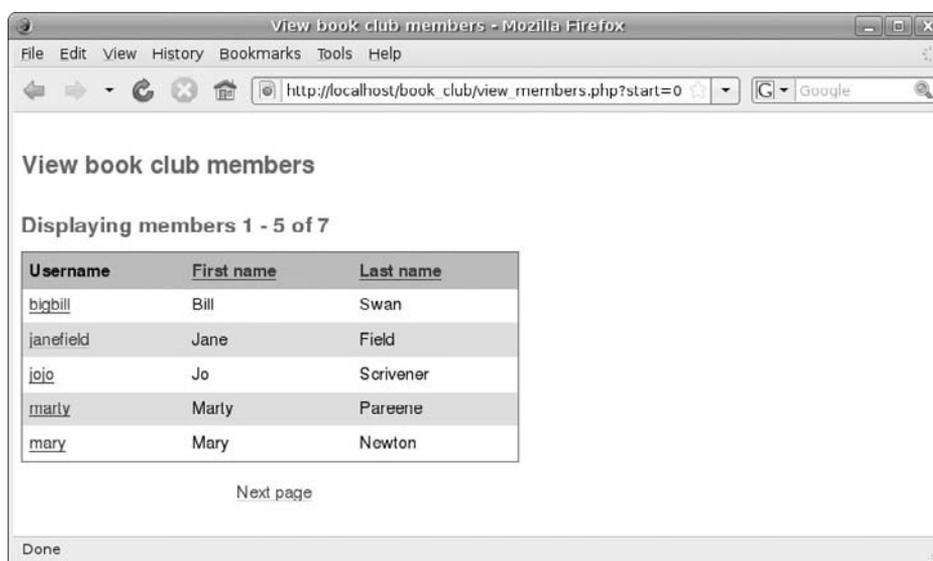 View book club members - Mozilla Firefox
File Edit View History Bookmarks Tools Help
http://localhost/book_club/view_members.php?start=0 G Google
View book club members
Displaying members 1 - 5 of 7
Username First name Last name
bigbill Bill Swan
janefield Jane Field
jojo Jo Scrivener
marty Marty Pareene
mary Mary Newton
Next page
Done